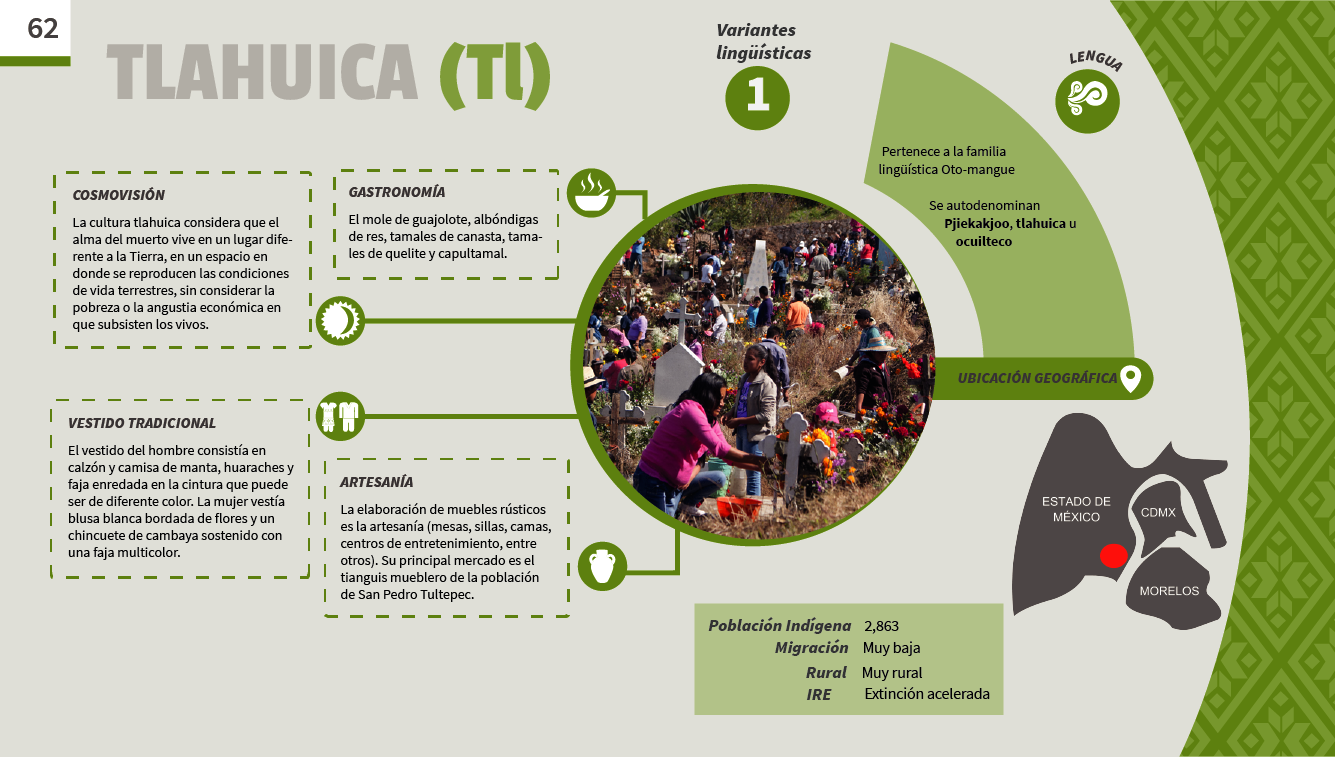 62
TLAHUICA (Tl)
Variantes
lingüísticas
1
LENGUA
Pertenece a la familia
lingüística Oto-mangue
Se autodenominan
Pjiekakjoo, tlahuica u
ocuilteco
COSMOVISIÓN
La cultura tlahuica considera que el
alma del muerto vive en un lugar dife-
rente a la Tierra, en un espacio en
donde se reproducen las condiciones
de vida terrestres, sin considerar la
pobreza o la angustia económica en
que subsisten los vivos.
GASTRONOMÍA
El mole de guajolote, albóndigas
de res, tamales de canasta, tama-
les de quelite y capultamal.
VESTIDO TRADICIONAL
El vestido del hombre consistía en
calzón y camisa de manta, huaraches y
faja enredada en la cintura que puede
ser de diferente color. La mujer vestía
blusa blanca bordada de flores y un
chincuete de cambaya sostenido con
una faja multicolor.
ARTESANÍA
La elaboración de muebles rústicos
es la artesanía (mesas, sillas, camas,
centros de entretenimiento, entre
otros). Su principal mercado es el
tianguis mueblero de la población
de San Pedro Tultepec.
UBICACIÓN GEOGRÁFICA
ESTADO DE
MÉXICO
CDMX
MORELOS
Población Indígena 2,863
Migración Muy baja
Rural Muy rural
IRE Extinción acelerada